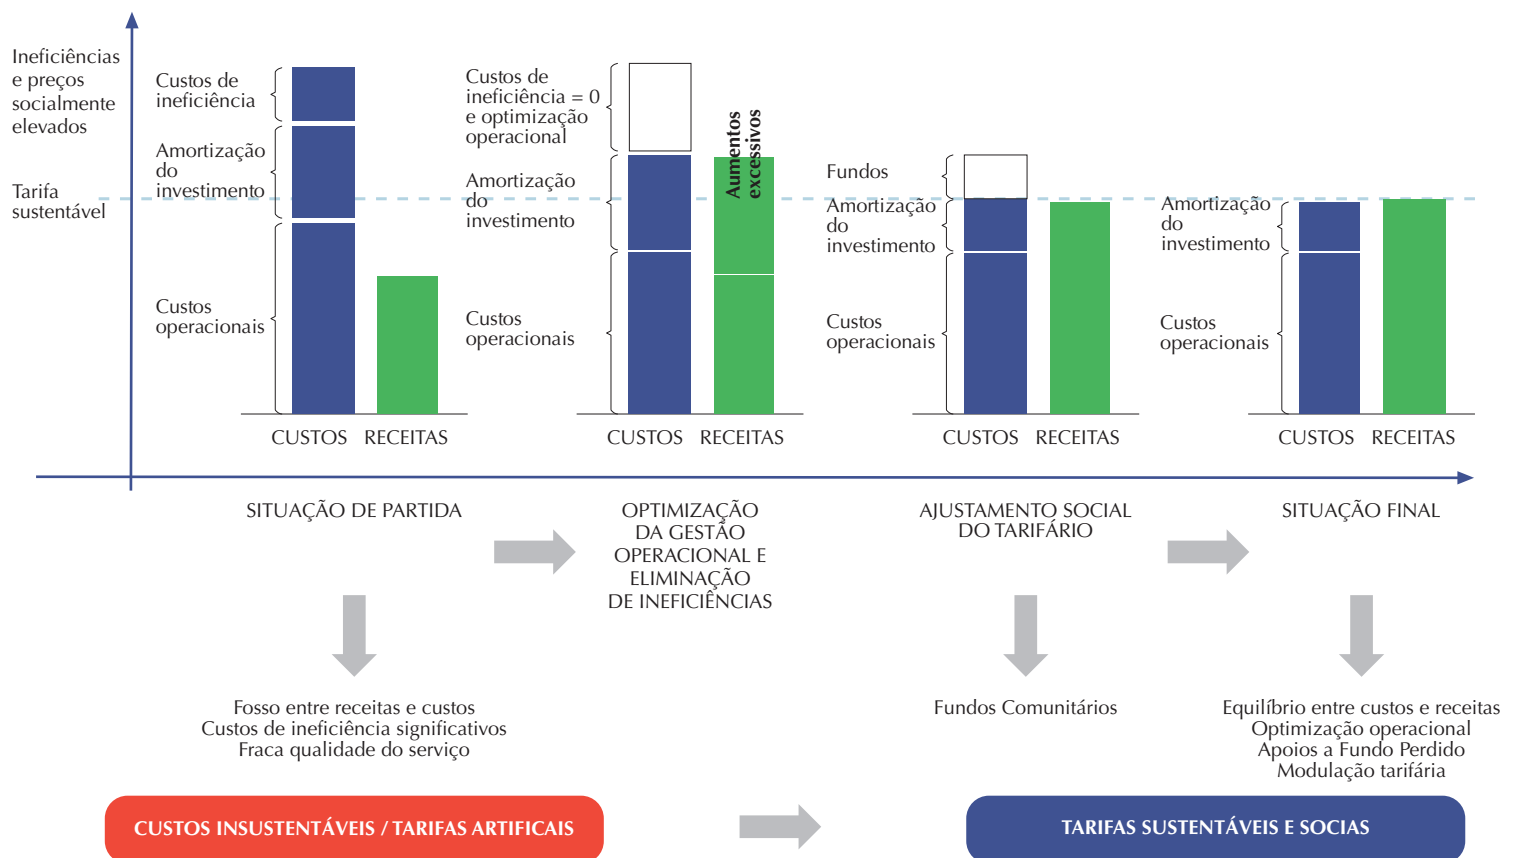 Ineficiências
e preços
socialmente
elevados
Tarifa
sustentável
Custos de
ineficiência
Amortização
do
investimento
Custos
operacionais
CUSTOS RECEITAS
Custos de
ineficiência = 0
e optimização
operacional
Amortização
do
investimento
Custos
operacionais
Aumentos
excessivos
CUSTOS RECEITAS
Fundos
Amortização
do
investimento
Custos
operacionais
CUSTOS RECEITAS
Amortização
do
investimento
Custos
operacionais
CUSTOS RECEITAS
SITUAÇÃO DE PARTIDA
OPTIMIZAÇÃO
DA GESTÃO
OPERACIONAL E
ELIMINAÇÃO
DE INEFICIÊNCIAS
AJUSTAMENTO SOCIAL
DO TARIFÁRIO
SITUAÇÃO FINAL
Fosso entre receitas e custos
Custos de ineficiência significativos
Fraca qualidade do serviço
Fundos Comunitários
Equilíbrio entre custos e receitas
Optimização operacional
Apoios a Fundo Perdido
Modulação tarifária
CUSTOS INSUSTENTÁVEIS / TARIFAS ARTIFICAIS
TARIFAS SUSTENTÁVEIS E SOCIAS